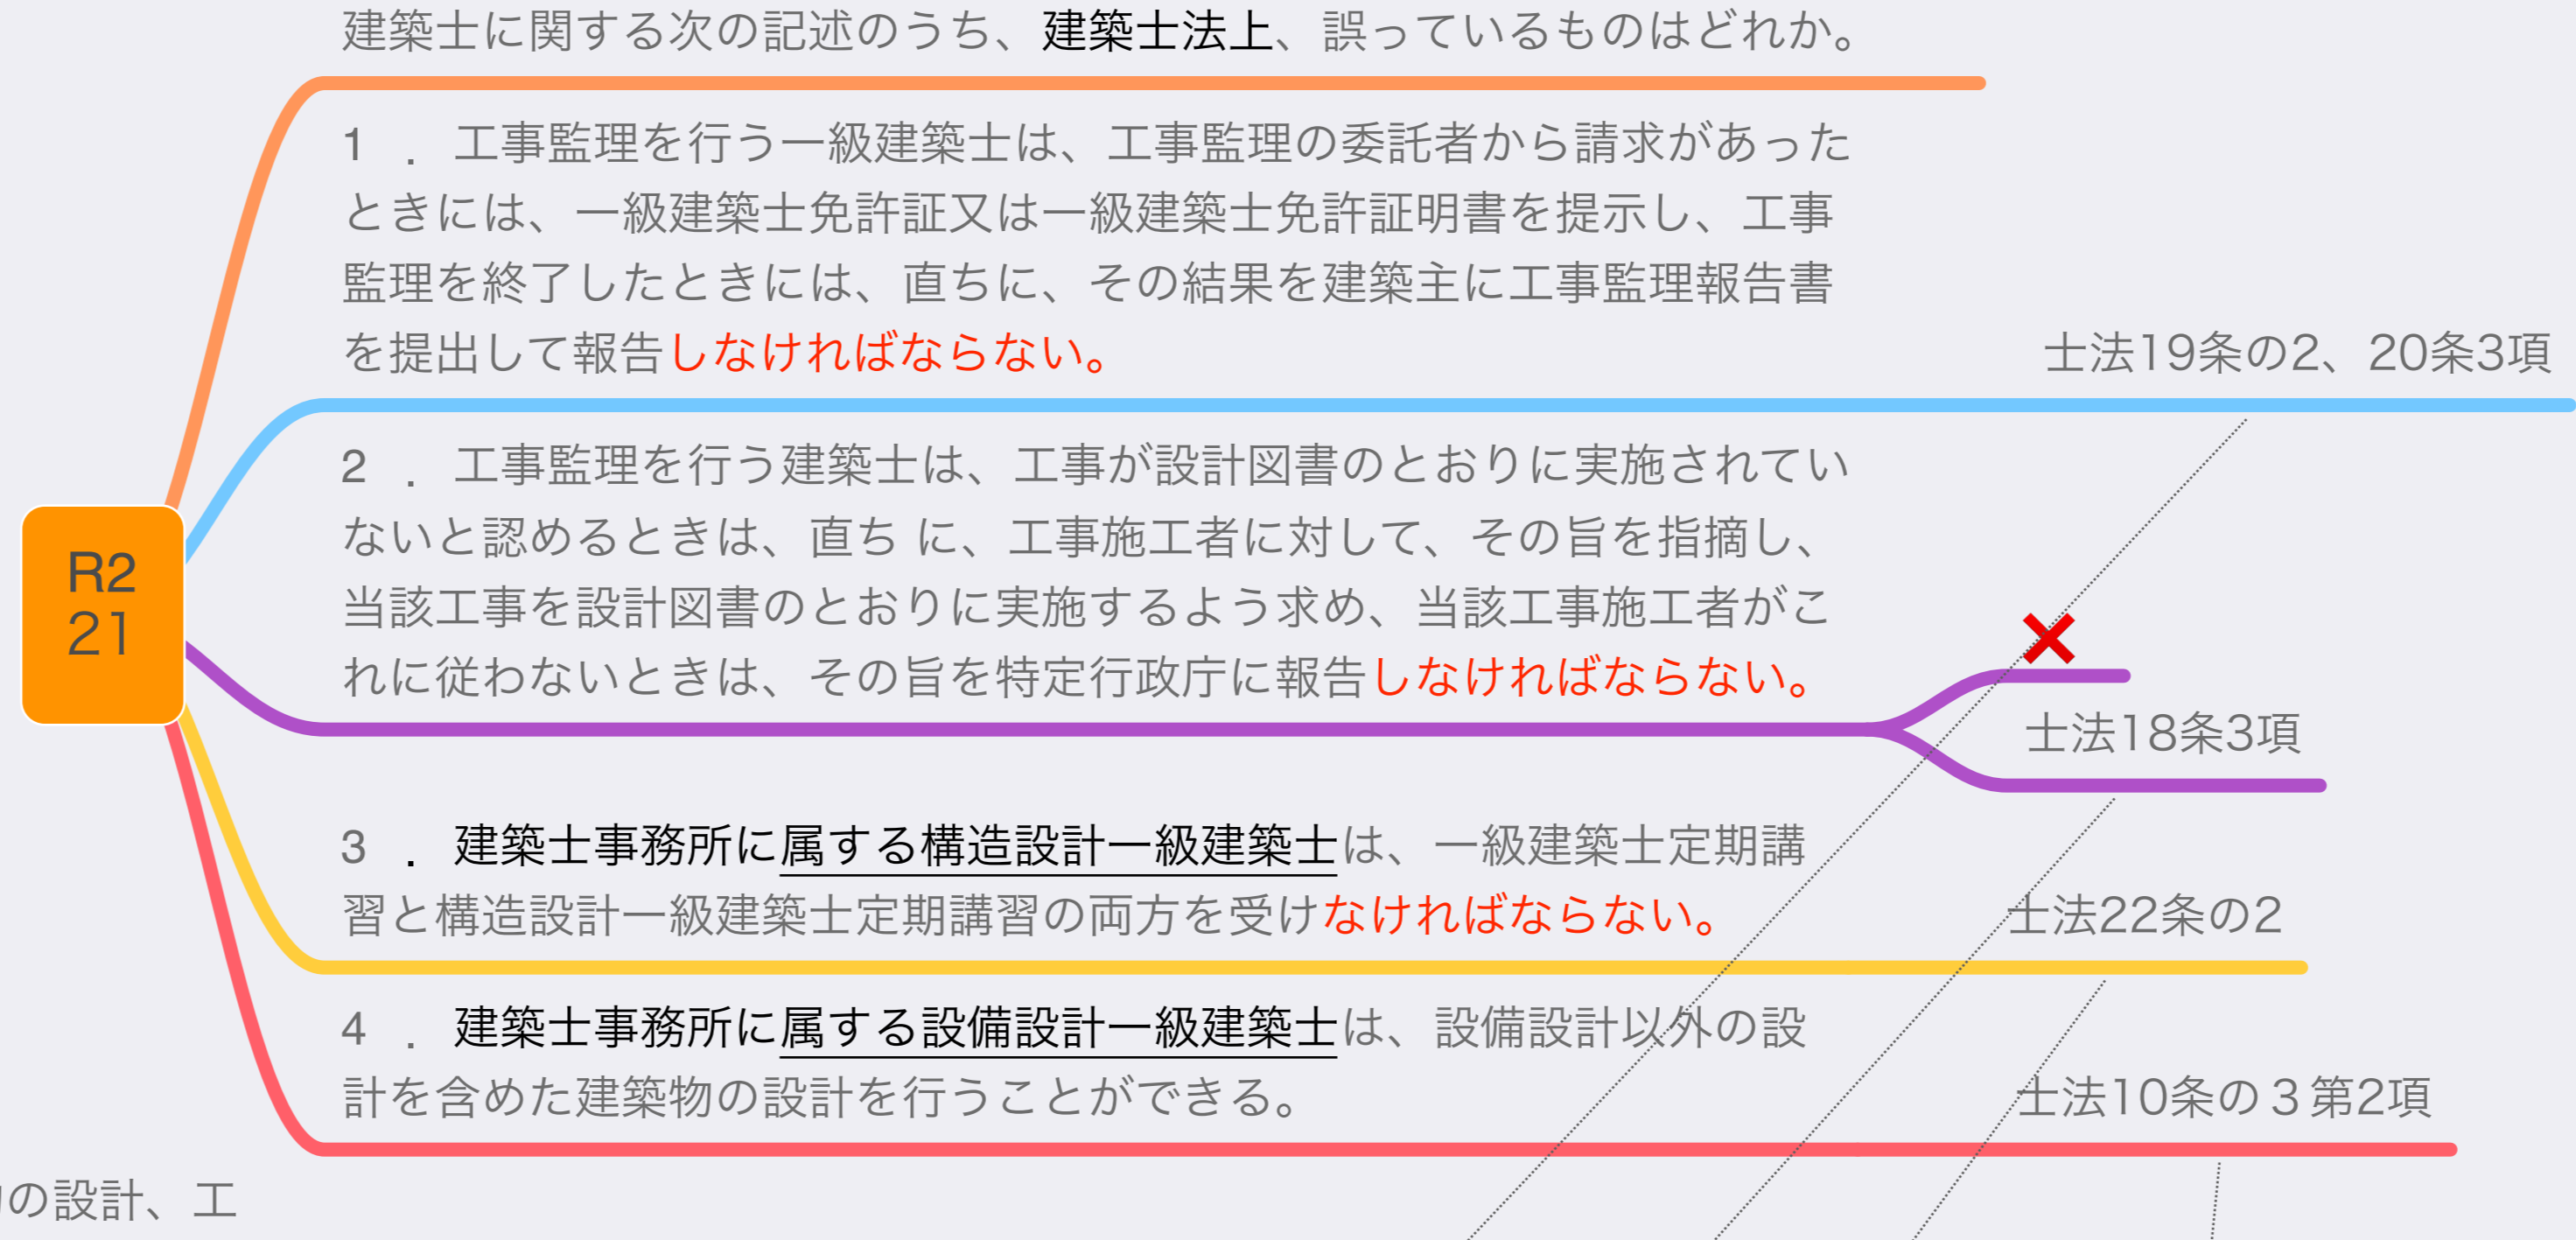 建築士に関する次の記述のうち、建築士法上、誤っているものはどれか。
1 ． 工事監理を行う一級建築士は、工事監理の委託者から請求があった
ときには、一級建築士免許証又は一級建築士免許証明書を提示し、工事
監理を終了したときには、直ちに、その結果を建築主に工事監理報告書
を提出して報告しなければならない。
士法19条の2、20条3項
2 ． 工事監理を行う建築士は、工事が設計図書のとおりに実施されてい
ないと認めるときは、直ち に、工事施工者に対して、その旨を指摘し、
当該工事を設計図書のとおりに実施するよう求め、当該工事施工者がこ
れに従わないときは、その旨を特定行政庁に報告しなければならない。
士法18条3項
R2
21
3 ． 建築士事務所に属する構造設計一級建築士は、一級建築士定期講
習と構造設計一級建築士定期講習の両方を受けなければならない。
士法22条の2
4 ． 建築士事務所に属する設備設計一級建築士は、設備設計以外の設
計を含めた建築物の設計を行うことができる。
士法10条の３第2項
の設計、工